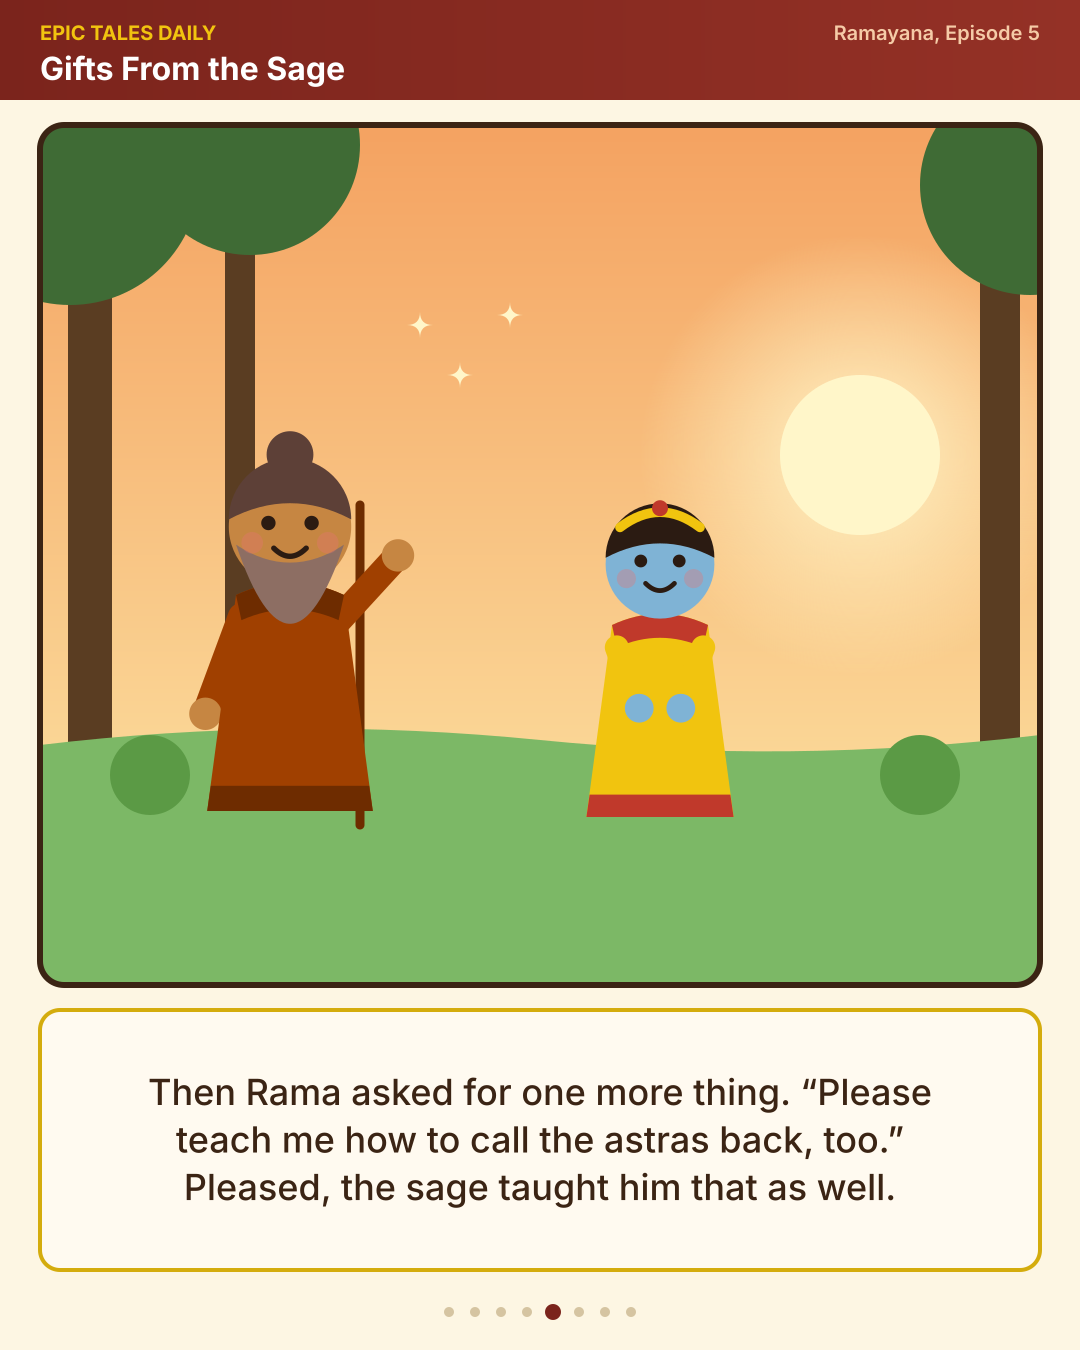 EPIC TALES DAILY
Gifts From the Sage
Ramayana, Episode 5
Then Rama asked for one more thing. “Please
teach me how to call the astras back, too.”
Pleased, the sage taught him that as well.